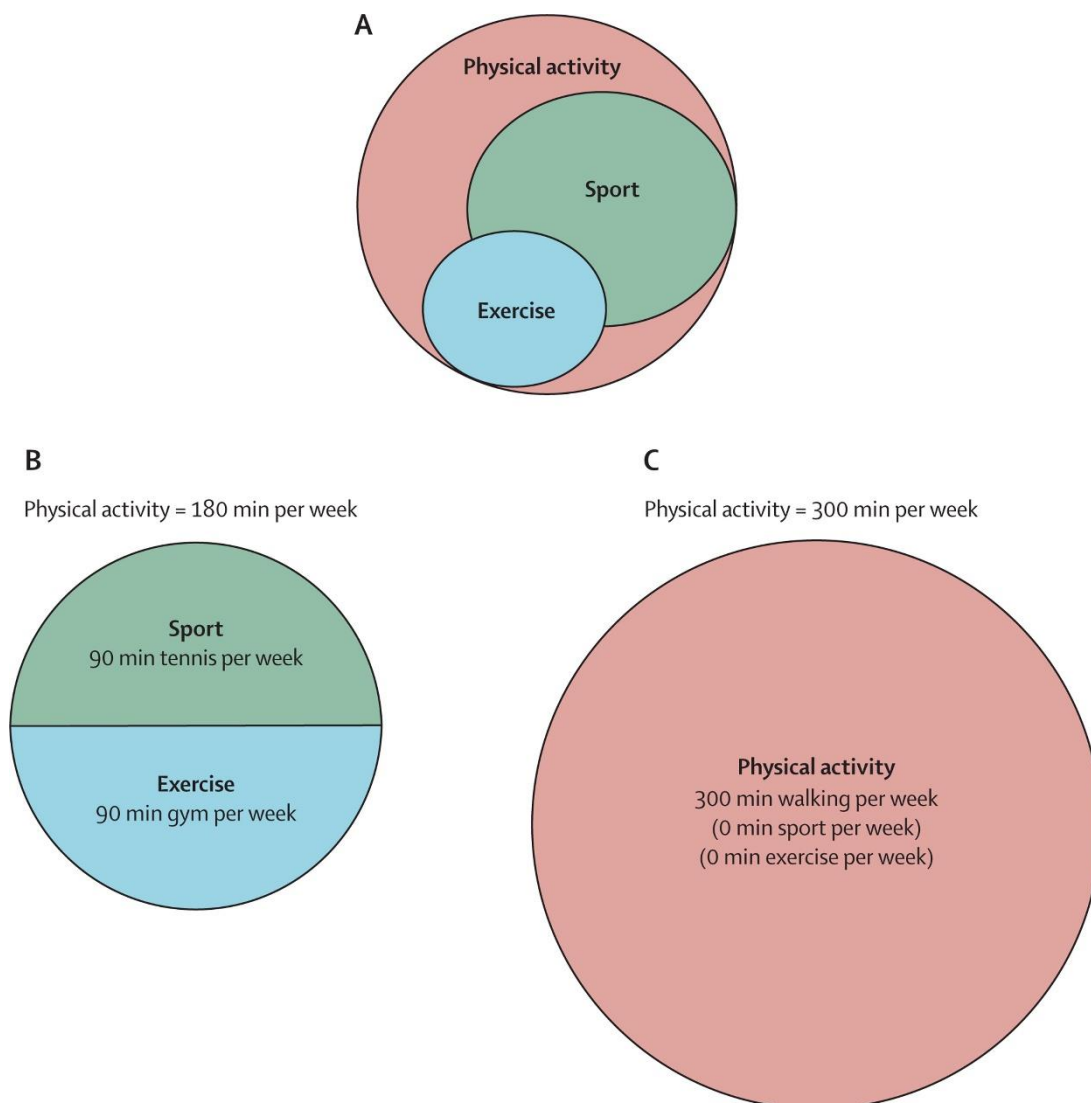 A
Physical activity
Sport
Exercise
B
Physical activity = 180 min per week
Sport
90 min tennis per week
Exercise
90 min gym per week
C
Physical activity = 300 min per week
Physical activity
300 min walking per week
(0 min sport per week)
(0 min exercise per week)